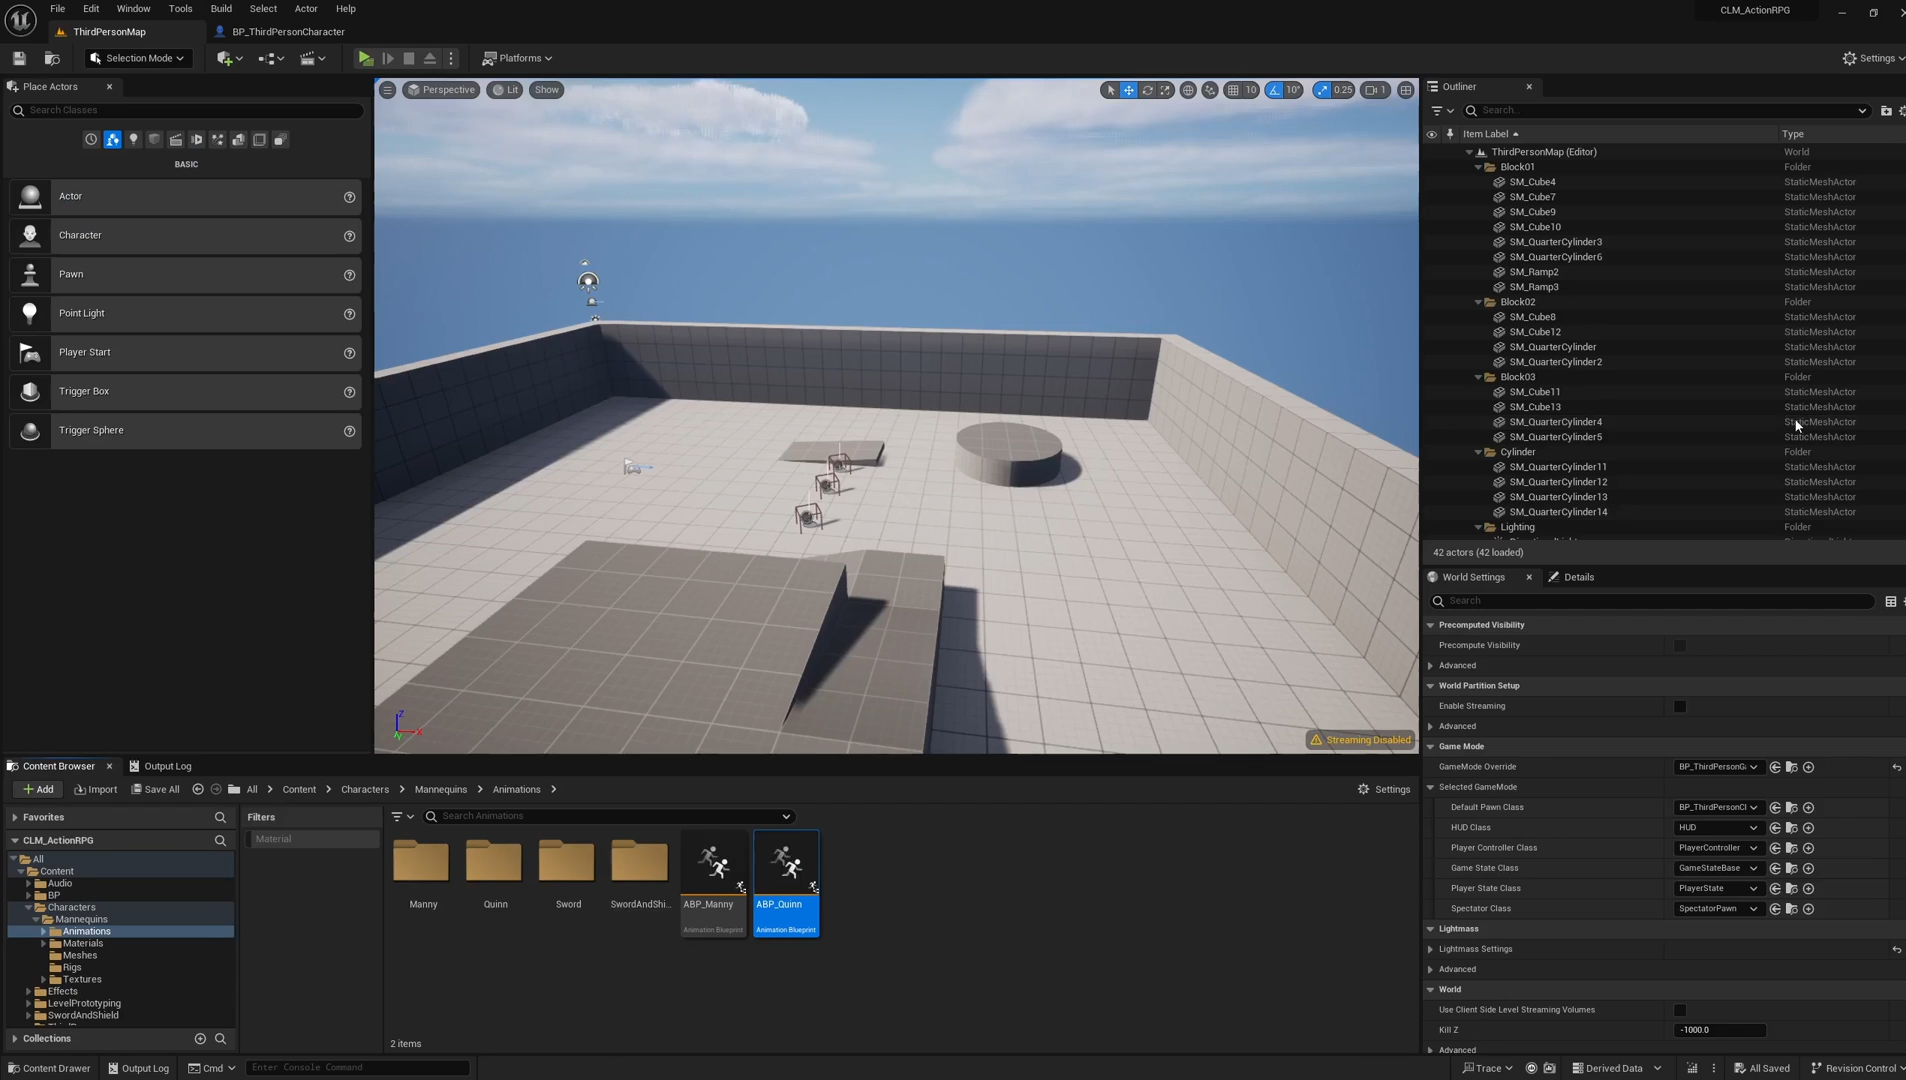 File Edit Window Tools Build Select Actor Help
CLM_ActionRPG
ThirdPersonMap
BP_ThirdPersonCharacter
Selection Mode
Platforms
Settings
Place Actors
Search Classes
BASIC
Actor
Character
Pawn
Point Light
Player Start
Trigger Box
Trigger Sphere
Perspective
Lit
Show
10
10°
0.25
1
Z
X
Y
Streaming Disabled
Outliner
Search...
Item Label
Type
ThirdPersonMap (Editor) World
Block01 Folder
SM_Cube4 StaticMeshActor
SM_Cube7 StaticMeshActor
SM_Cube9 StaticMeshActor
SM_Cube10 StaticMeshActor
SM_QuarterCylinder3 StaticMeshActor
SM_QuarterCylinder6 StaticMeshActor
SM_Ramp2 StaticMeshActor
SM_Ramp3 StaticMeshActor
Block02 Folder
SM_Cube8 StaticMeshActor
SM_Cube12 StaticMeshActor
SM_QuarterCylinder StaticMeshActor
SM_QuarterCylinder2 StaticMeshActor
Block03 Folder
SM_Cube11 StaticMeshActor
SM_Cube13 StaticMeshActor
SM_QuarterCylinder4 StaticMeshActor
SM_QuarterCylinder5 StaticMeshActor
Cylinder Folder
SM_QuarterCylinder11 StaticMeshActor
SM_QuarterCylinder12 StaticMeshActor
SM_QuarterCylinder13 StaticMeshActor
SM_QuarterCylinder14 StaticMeshActor
Lighting Folder
42 actors (42 loaded)
World Settings
Details
Search
Precomputed Visibility
Precompute Visibility
Advanced
World Partition Setup
Enable Streaming
Advanced
Game Mode
GameMode Override BP_ThirdPersonGa
Selected GameMode
Default Pawn Class BP_ThirdPersonCl
HUD Class HUD
Player Controller Class PlayerController
Game State Class GameStateBase
Player State Class PlayerState
Spectator Class SpectatorPawn
Lightmass
Lightmass Settings
Advanced
World
Use Client Side Level Streaming Volumes
Kill Z -1000.0
Advanced
Content Browser
Output Log
Add
Import
Save All
All > Content > Characters > Mannequins > Animations >
Settings
Favorites
CLM_ActionRPG
All
Content
Audio
BP
Characters
Mannequins
Animations
Materials
Meshes
Rigs
Textures
Effects
LevelPrototyping
SwordAndShield
Collections
Filters
Material
Search Animations
Manny
Quinn
Sword
SwordAndShi...
ABP_Manny
Animation Blueprint
ABP_Quinn
Animation Blueprint
2 items
Content Drawer
Output Log
Cmd
Enter Console Command
Trace
Derived Data
All Saved
Revision Control